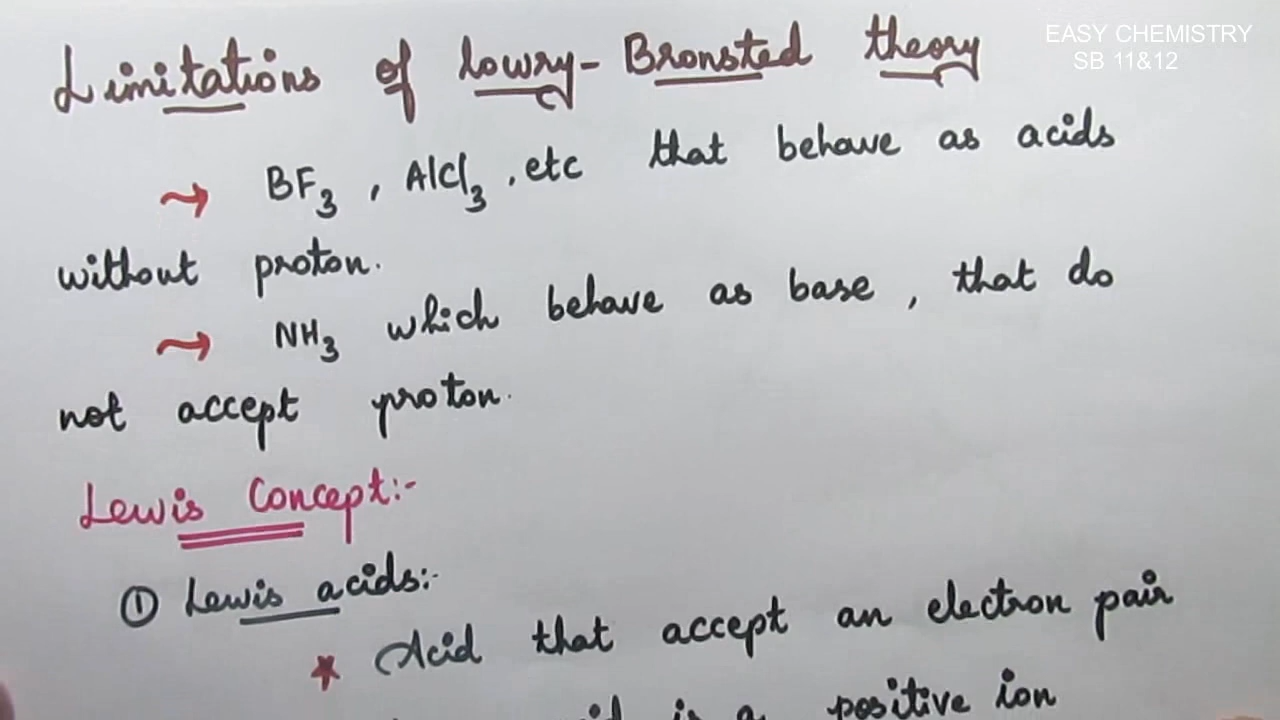 EASY CHEMISTRY
SB 11&12
Limitations of Lowry-Bronsted theory
→ BF₃, AlCl₃, etc that behave as acids
without proton.
→ NH₃ which behave as base, that do
not accept proton.
Lewis Concept:-
① Lewis acids:-
★ Acid that accept an electron pair
is a positive ion